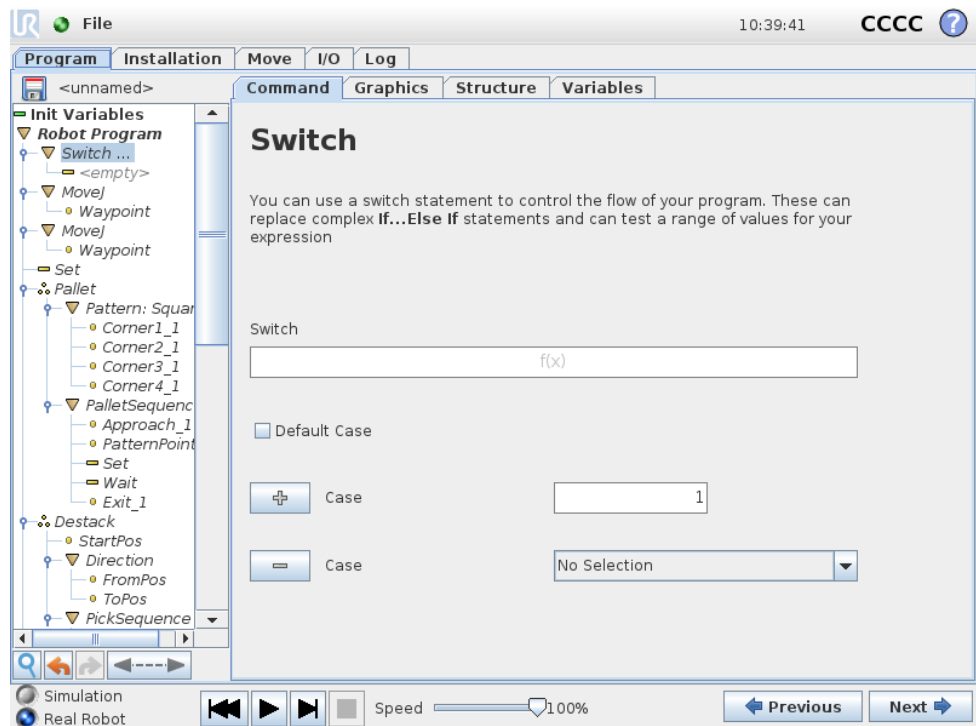 UR File 10:39:41 CCCC ?
Program Installation Move I/O Log
<unnamed> Command Graphics Structure Variables
Init Variables
Robot Program
Switch ...
<empty>
MoveJ
Waypoint
MoveJ
Waypoint
Set
Pallet
Pattern: Squar
Corner1_1
Corner2_1
Corner3_1
Corner4_1
PalletSequenc
Approach_1
PatternPoint
Set
Wait
Exit_1
Destack
StartPos
Direction
FromPos
ToPos
PickSequence
Switch
You can use a switch statement to control the flow of your program. These can
replace complex If...Else If statements and can test a range of values for your
expression
Switch
f(x)
Default Case
Case 1
Case No Selection
Simulation
Real Robot
Speed 100%
Previous Next